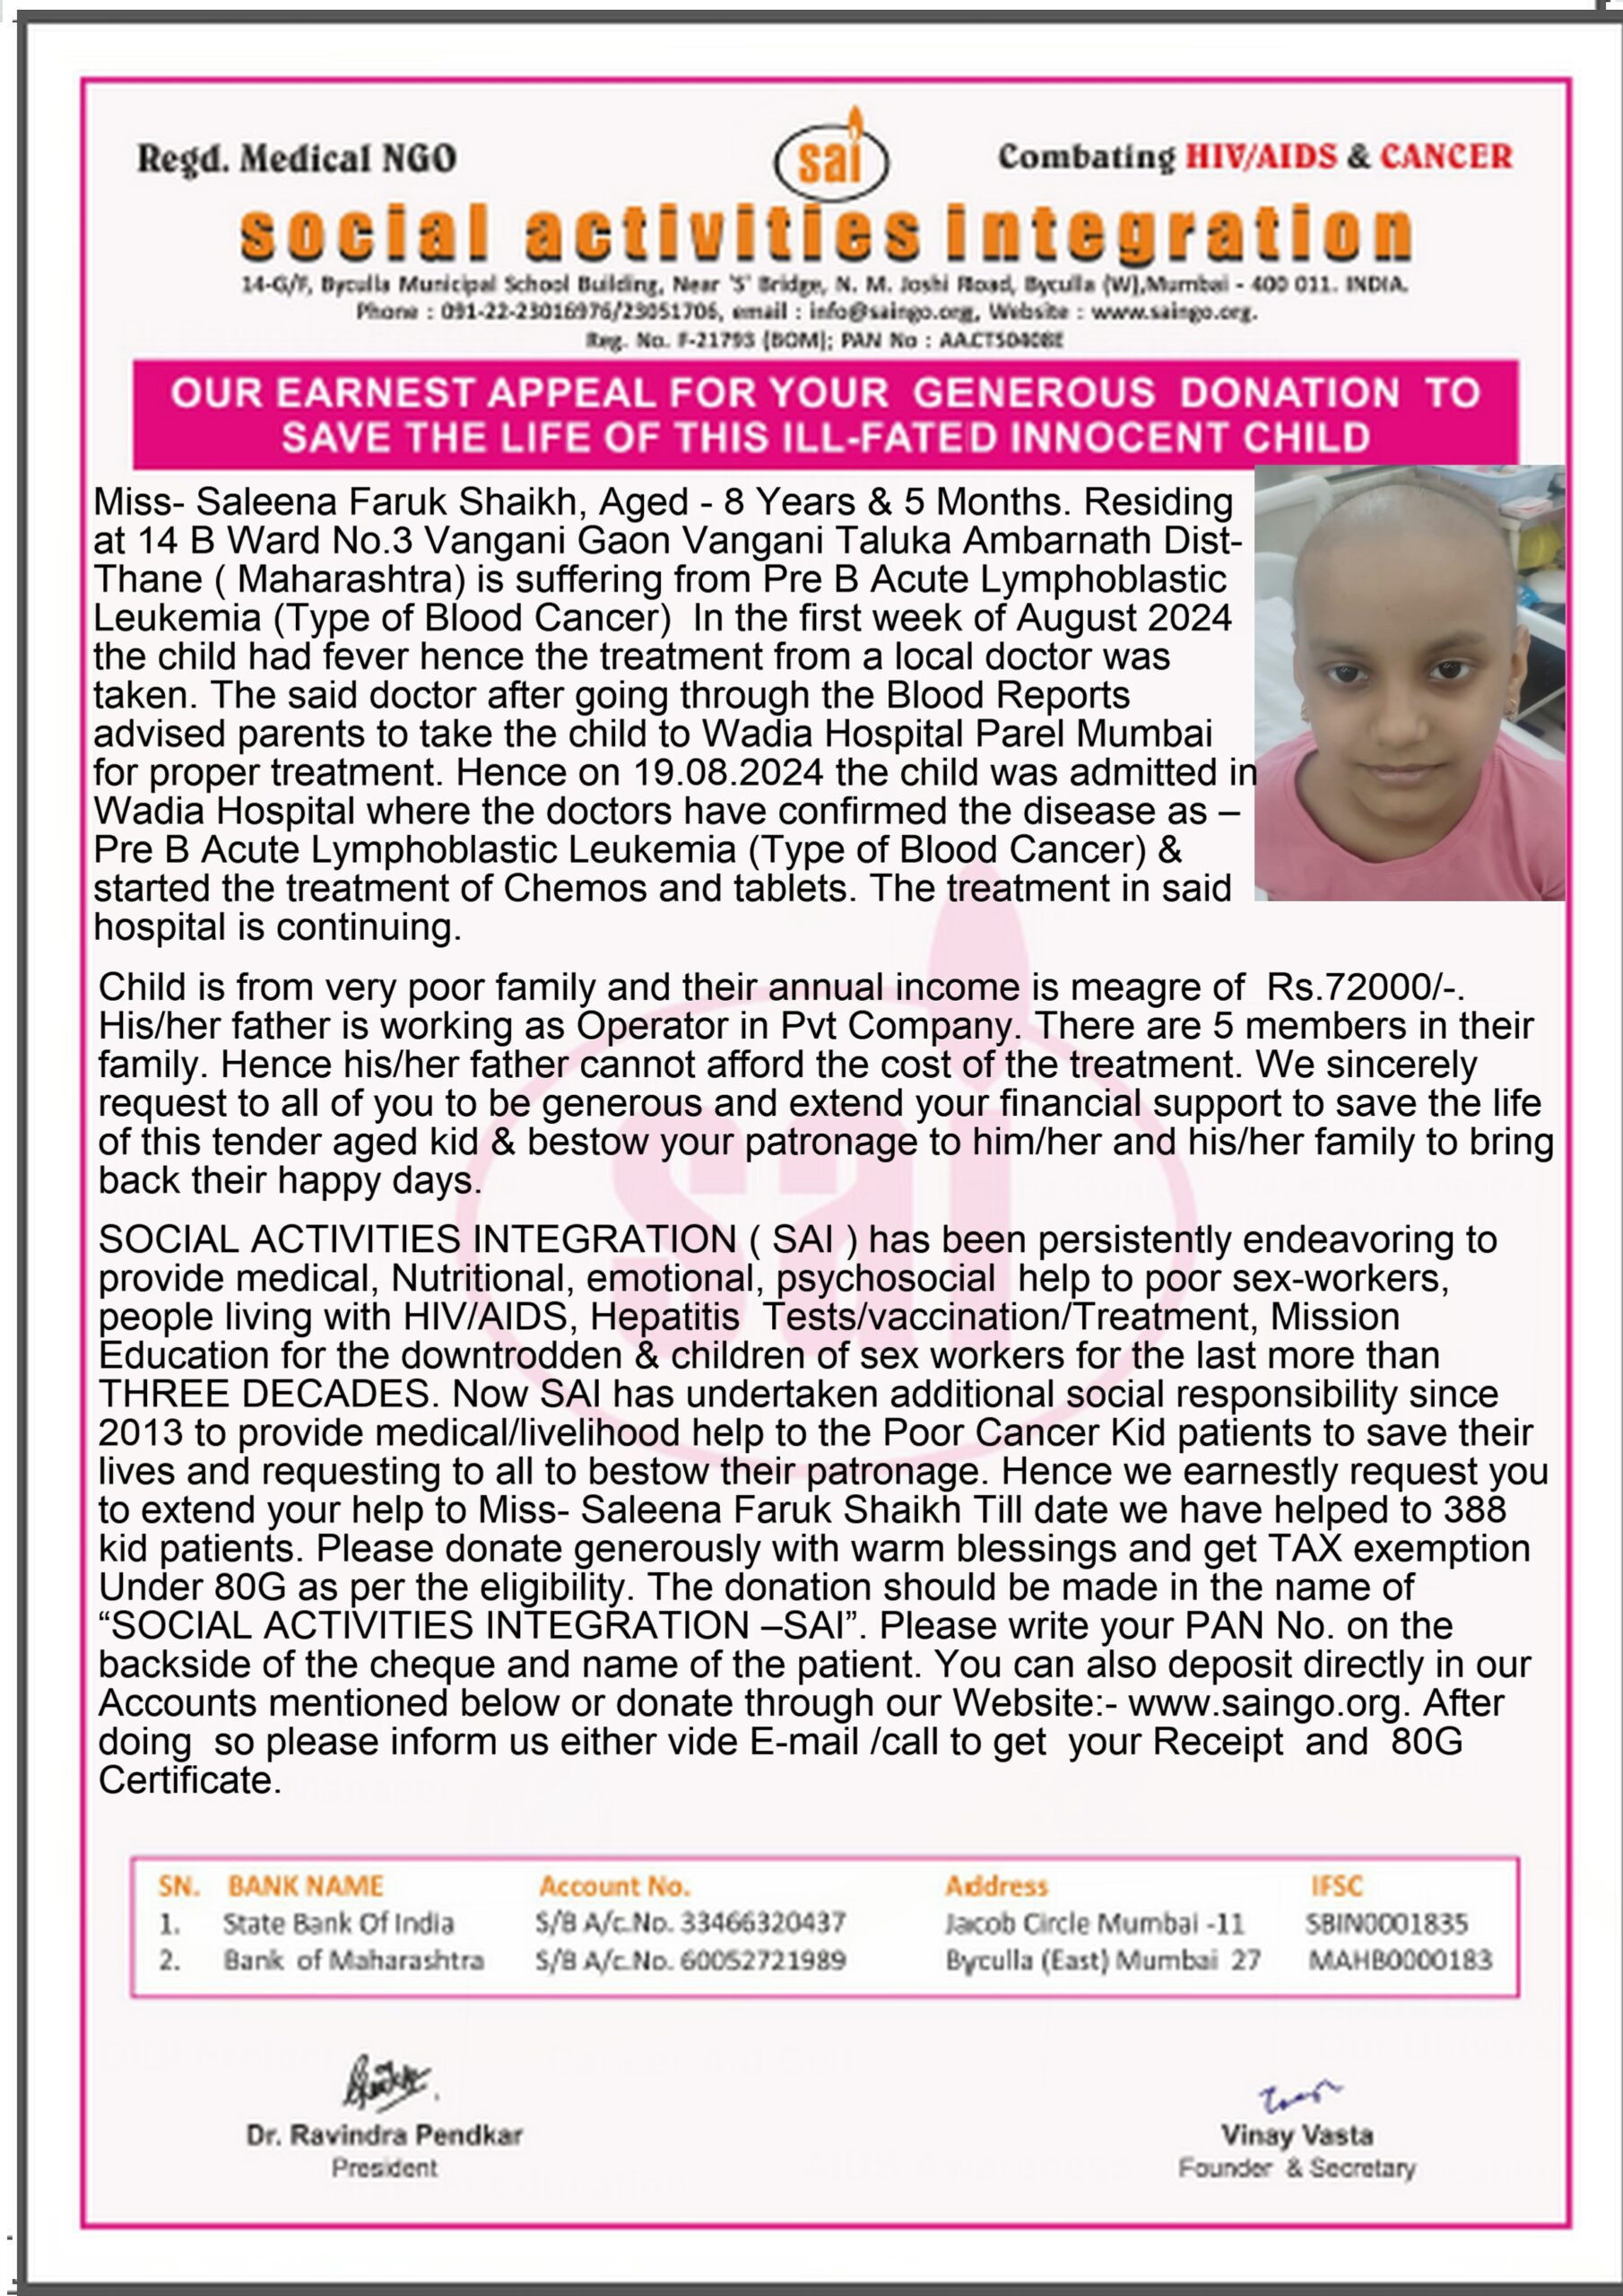 Regd. Medical NGO
sai
Combating HIV/AIDS & CANCER
social activities integration
14-G/F, Byculla Municipal School Building, Near 'S' Bridge, N. M. Joshi Road, Byculla (W),Mumbai - 400 011. INDIA.
Phone : 091-22-23016976/23051706, email : info@saingo.org, Website : www.saingo.org.
Reg. No. F-21793 (BOM); PAN No :
OUR EARNEST APPEAL FOR YOUR GENEROUS DONATION TO
SAVE THE LIFE OF THIS ILL-FATED INNOCENT CHILD
Miss- Saleena Faruk Shaikh, Aged - 8 Years & 5 Months. Residing
at 14 B Ward No.3 Vangani Gaon Vangani Taluka Ambarnath Dist-
Thane ( Maharashtra) is suffering from Pre B Acute Lymphoblastic
Leukemia (Type of Blood Cancer) In the first week of August 2024
the child had fever hence the treatment from a local doctor was
taken. The said doctor after going through the Blood Reports
advised parents to take the child to Wadia Hospital Parel Mumbai
for proper treatment. Hence on 19.08.2024 the child was admitted in
Wadia Hospital where the doctors have confirmed the disease as –
Pre B Acute Lymphoblastic Leukemia (Type of Blood Cancer) &
started the treatment of Chemos and tablets. The treatment in said
hospital is continuing.
Child is from very poor family and their annual income is meagre of Rs.72000/-.
His/her father is working as Operator in Pvt Company. There are 5 members in their
family. Hence his/her father cannot afford the cost of the treatment. We sincerely
request to all of you to be generous and extend your financial support to save the life
of this tender aged kid & bestow your patronage to him/her and his/her family to bring
back their happy days.
SOCIAL ACTIVITIES INTEGRATION ( SAI ) has been persistently endeavoring to
provide medical, Nutritional, emotional, psychosocial help to poor sex-workers,
people living with HIV/AIDS, Hepatitis Tests/vaccination/Treatment, Mission
Education for the downtrodden & children of sex workers for the last more than
THREE DECADES. Now SAI has undertaken additional social responsibility since
2013 to provide medical/livelihood help to the Poor Cancer Kid patients to save their
lives and requesting to all to bestow their patronage. Hence we earnestly request you
to extend your help to Miss- Saleena Faruk Shaikh Till date we have helped to 388
kid patients. Please donate generously with warm blessings and get TAX exemption
Under 80G as per the eligibility. The donation should be made in the name of
“SOCIAL ACTIVITIES INTEGRATION –SAI”. Please write your PAN No. on the
backside of the cheque and name of the patient. You can also deposit directly in our
Accounts mentioned below or donate through our Website:- www.saingo.org. After
doing so please inform us either vide E-mail /call to get your Receipt and 80G
Certificate.
SN. BANK NAME Account No. Address IFSC
1. State Bank Of India S/B A/c.No. 33466320437 Jacob Circle Mumbai -11 SBIN0001835
2. Bank of Maharashtra S/B A/c.No. 60052721989 Byculla (East) Mumbai 27 MAHB0000183
Dr. Ravindra Pendkar
President
Vinay Vasta
Founder & Secretary